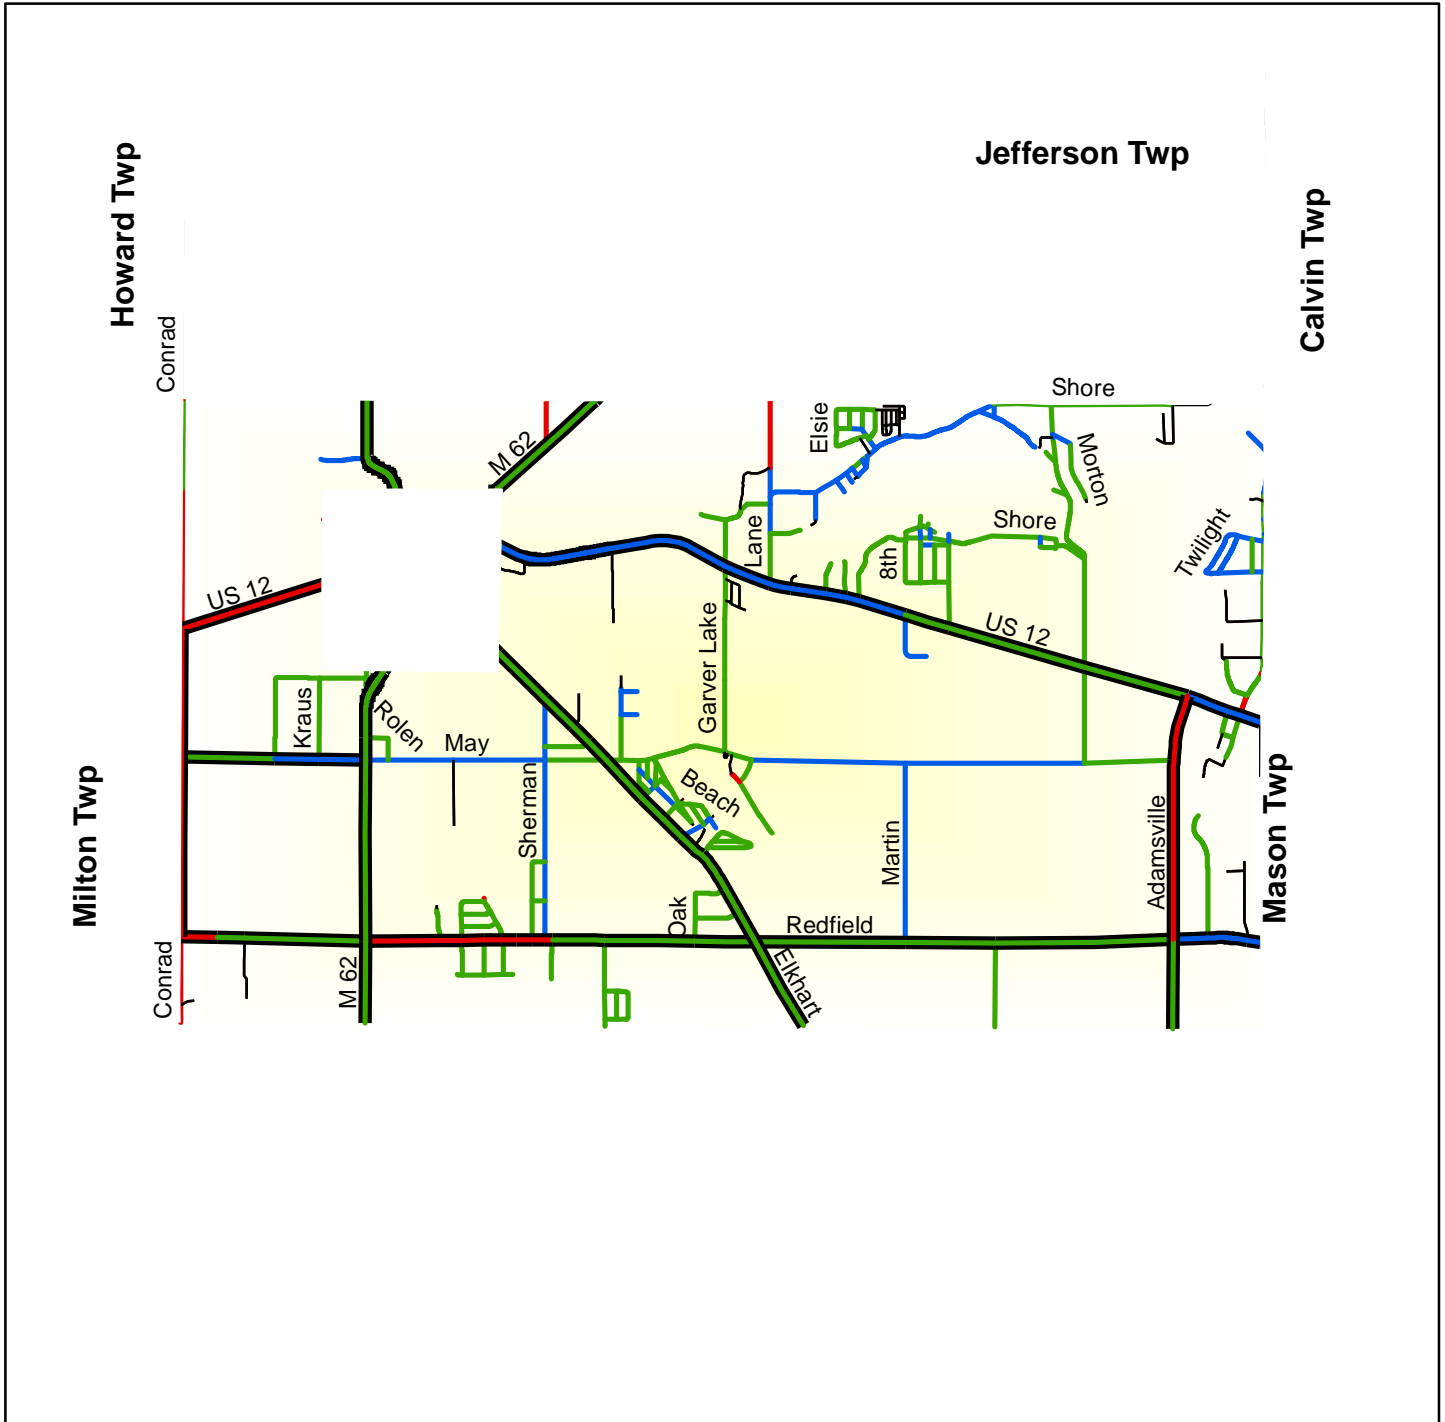 Jefferson Twp
Howard Twp
Calvin Twp
Conrad
Shore
Elsie
M 62
Morton
Shore
Lane
8th
Twilight
US 12
US 12
Garver Lake
Kraus
Rolen
May
Beach
Sherman
Martin
Adamsville
Milton Twp
Mason Twp
Oak
Redfield
Conrad
M 62
Elkhart